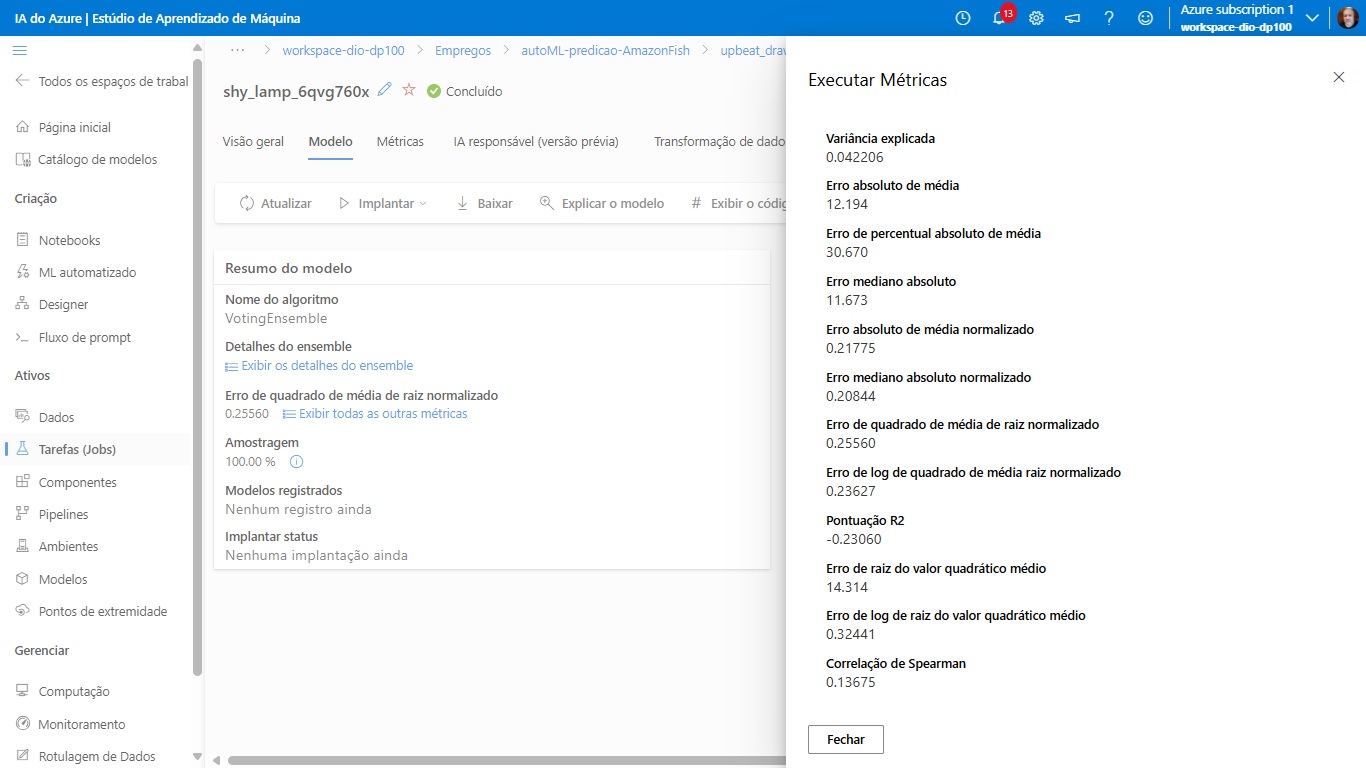 IA do Azure | Estúdio de Aprendizado de Máquina
13
Azure subscription 1
workspace-dio-dp100
Todos os espaços de trabal
Página inicial
Catálogo de modelos
Criação
Notebooks
ML automatizado
Designer
Fluxo de prompt
Ativos
Dados
Tarefas (Jobs)
Componentes
Pipelines
Ambientes
Modelos
Pontos de extremidade
Gerenciar
Computação
Monitoramento
Rotulagem de Dados
... > workspace-dio-dp100 > Empregos > autoML-predicao-AmazonFish > upbeat_draw
shy_lamp_6qvg760x Concluído
Visão geral Modelo Métricas IA responsável (versão prévia) Transformação de dado
Atualizar Implantar Baixar Explicar o modelo # Exibir o códig
Resumo do modelo
Nome do algoritmo
VotingEnsemble
Detalhes do ensemble
Exibir os detalhes do ensemble
Erro de quadrado de média de raiz normalizado
0.25560 Exibir todas as outras métricas
Amostragem
100.00 %
Modelos registrados
Nenhum registro ainda
Implantar status
Nenhuma implantação ainda
Executar Métricas
Variância explicada
0.042206
Erro absoluto de média
12.194
Erro de percentual absoluto de média
30.670
Erro mediano absoluto
11.673
Erro absoluto de média normalizado
0.21775
Erro mediano absoluto normalizado
0.20844
Erro de quadrado de média de raiz normalizado
0.25560
Erro de log de quadrado de média raiz normalizado
0.23627
Pontuação R2
-0.23060
Erro de raiz do valor quadrático médio
14.314
Erro de log de raiz do valor quadrático médio
0.32441
Correlação de Spearman
0.13675
Fechar